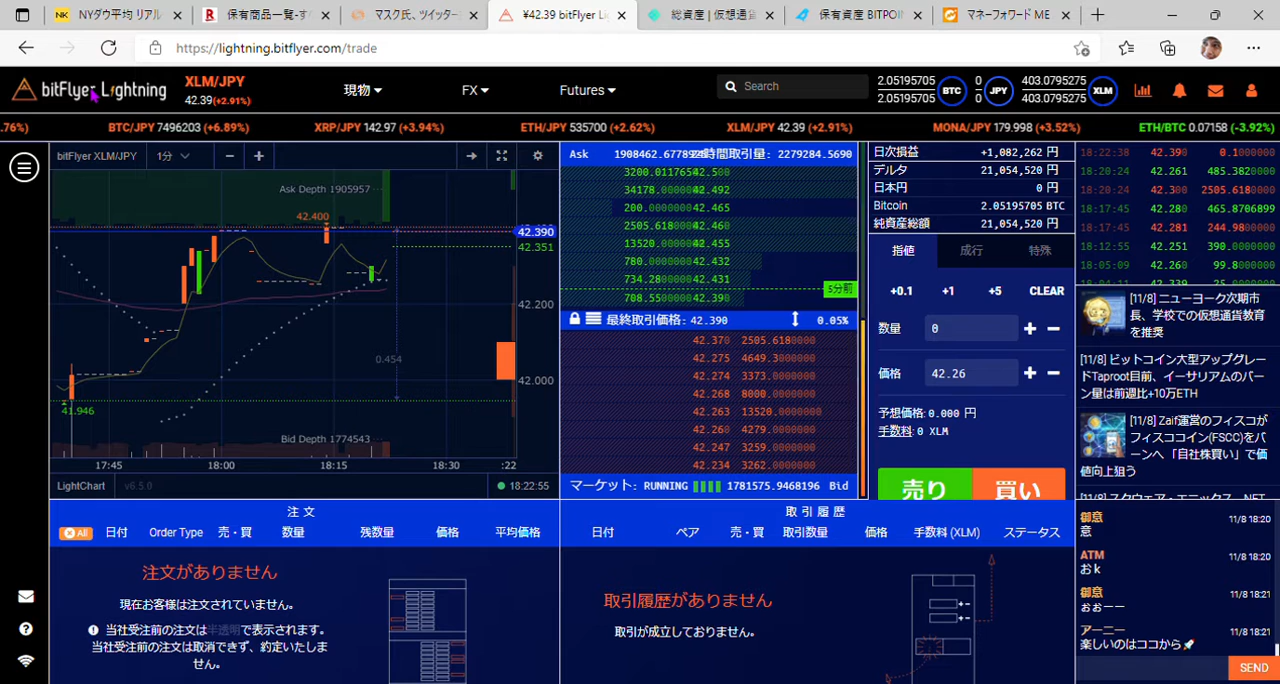 NYダウ平均 リアル
保有商品一覧-す
マスク氏、ツイッター
¥42.39 bitFlyer Li
総資産 | 仮想通貨
保有資産 BITPOI
マネーフォワード ME
https://lightning.bitflyer.com/trade
bitFlyer Lightning
XLM/JPY
42.39(+2.91%)
現物
FX
Futures
Search
2.05195705
2.05195705
BTC
0
0
JPY
403.0795275
403.0795275
XLM
.76%)
BTC/JPY 7496203 (+6.89%)
XRP/JPY 142.97 (+3.94%)
ETH/JPY 535700 (+2.62%)
XLM/JPY 42.39 (+2.91%)
MONA/JPY 179.998 (+3.52%)
ETH/BTC 0.07158 (-3.92%)
bitFlyer XLM/JPY
1分
Ask Depth 1905957
42.400
42.390
42.351
42.200
0.454
42.000
41.946
Bid Depth 1774543
17:45
18:00
18:15
18:30
:22
LightChart
v6.5.0
18:22:55
Ask
時間取引量: 2279284.5690
3200.0117654
42.500
34178.0000000
42.492
200.0000000
42.465
2505.6180000
42.460
13520.0000000
42.455
780.0000000
42.432
734.2800000
42.431
708.5500000
42.390
5分前
最終取引価格: 42.390
0.05%
42.370 2505.6180000
42.275 4649.3000000
42.274 3373.0000000
42.268 8000.0000000
42.263 13520.0000000
42.260 4279.0000000
42.247 3259.0000000
42.234 3262.0000000
マーケット: RUNNING
1781575.9468196 Bid
日次損益 +1,082,262 円
デルタ 21,054,520 円
日本円 0 円
Bitcoin 2.05195705 BTC
純資産総額 21,054,520 円
指値
成行
特殊
+0.1
+1
+5
CLEAR
数量
0
価格
42.26
予想価格: 0.000 円
手数料: 0 XLM
売り
買い
18:22:38 42.390 0.1000000
18:20:24 42.261 485.3820000
18:20:24 42.300 2505.6180000
18:17:45 42.280 465.8706899
18:17:45 42.281 244.9800000
18:12:55 42.251 390.0000000
18:05:09 42.260 99.8000000
[11/8] ニューヨーク次期市
長、学校での仮想通貨教育
を推奨
[11/8] ビットコイン大型アップグレー
ドTaproot目前、イーサリアムのバー
ン量は前週比+10万ETH
[11/8] Zaif運営のフィスコが
フィスココイン(FSCC)をバ
ーンへ 「自社株買い」で価
値向上狙う
[11/8] スクウェア・エニックス、NFT
注文
All
日付
Order Type
売・買
数量
残数量
価格
平均価格
注文がありません
現在お客様は注文されていません。
当社受注前の注文は半透明で表示されます。
当社受注前の注文は取消できず、約定いたしま
せん。
取引履歴
日付
ペア
売・買
取引数量
価格
手数料 (XLM)
ステータス
取引履歴がありません
取引が成立しておりません。
御意 11/8 18:20
意
ATM 11/8 18:20
おk
御意 11/8 18:21
ぉぉーー
アーニー 11/8 18:21
楽しいのはココから🚀
SEND